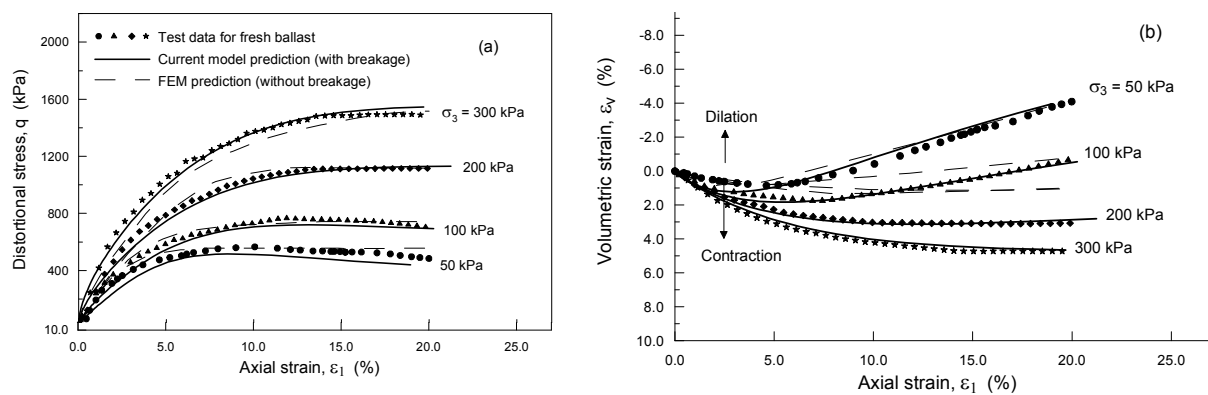 2000
1600
1200
800
400
10.0
Distortional stress, q (kPa)
(a)
Test data for fresh ballast
Current model prediction (with breakage)
FEM prediction (without breakage)
σ3 = 300 kPa
200 kPa
100 kPa
50 kPa
0.0 5.0 10.0 15.0 20.0 25.0
Axial strain, ε1 (%)
-8.0
-6.0
-4.0
-2.0
0.0
2.0
4.0
6.0
8.0
10.0
Volumetric strain, εv (%)
(b)
σ3 = 50 kPa
Dilation
100 kPa
200 kPa
Contraction
300 kPa
0.0 5.0 10.0 15.0 20.0 25.0
Axial strain, ε1 (%)